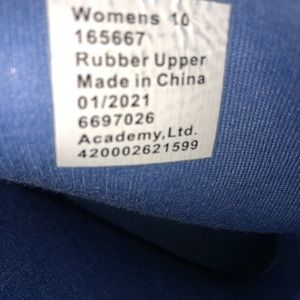 Womens 10
165667
Rubber Upper
Made in China
01/2021
6697026
Academy,Ltd.
420002621599